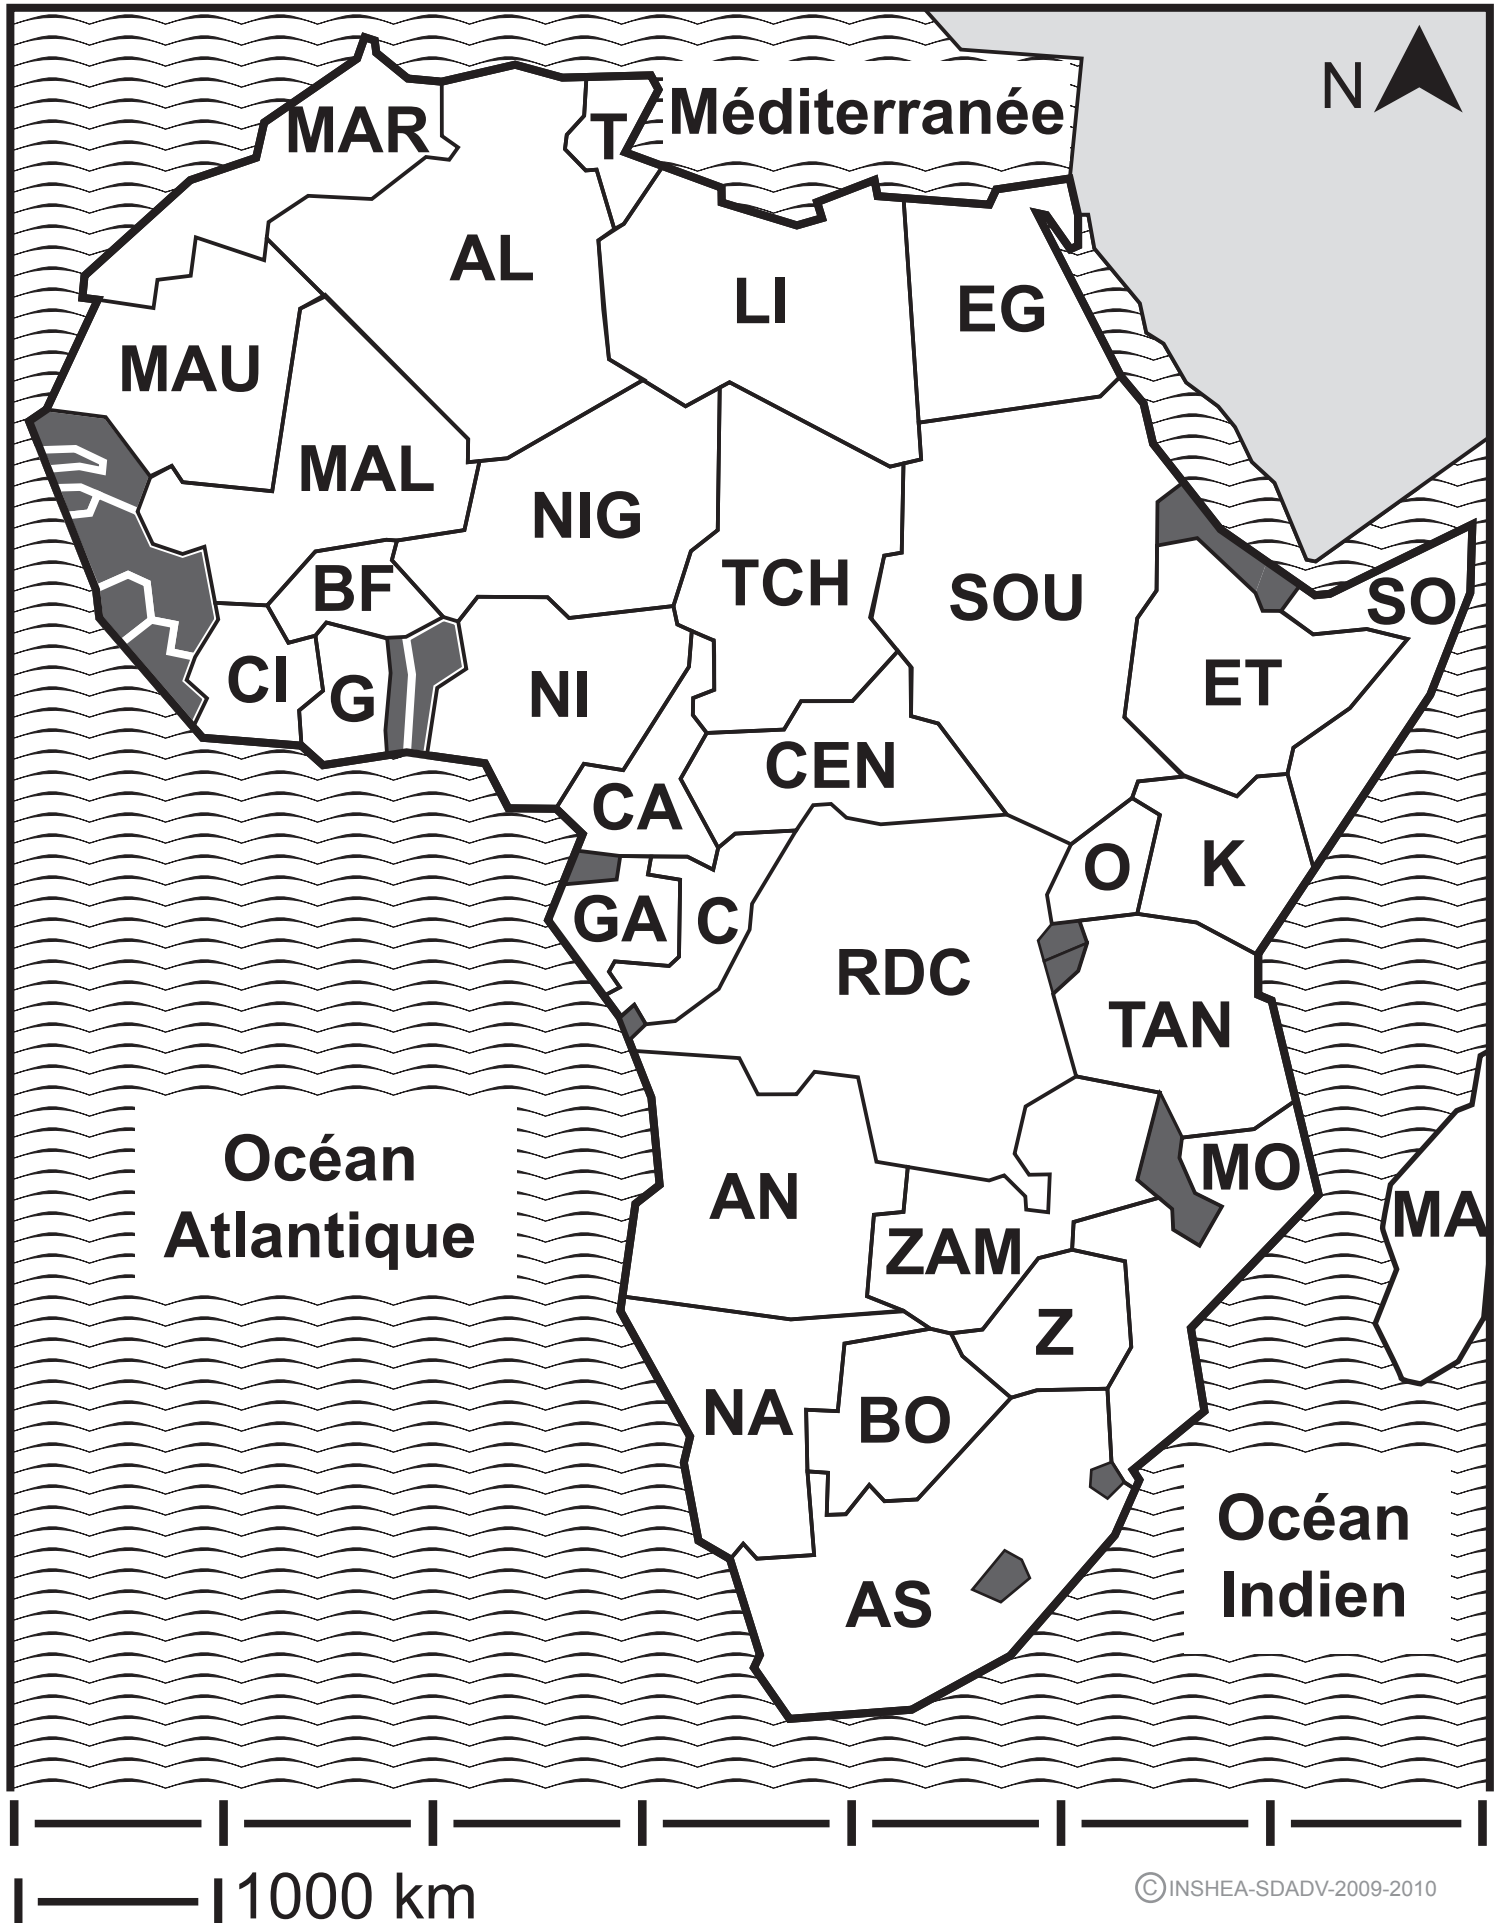 N
Méditerranée
MAR
T
AL
LI
EG
MAU
MAL
NIG
TCH
SOU
SO
BF
CI
G
NI
ET
CEN
CA
O
K
GA
C
RDC
TAN
Océan
Atlantique
AN
MO
MA
ZAM
Z
NA
BO
Océan
Indien
AS
1000 km
©INSHEA-SDADV-2009-2010